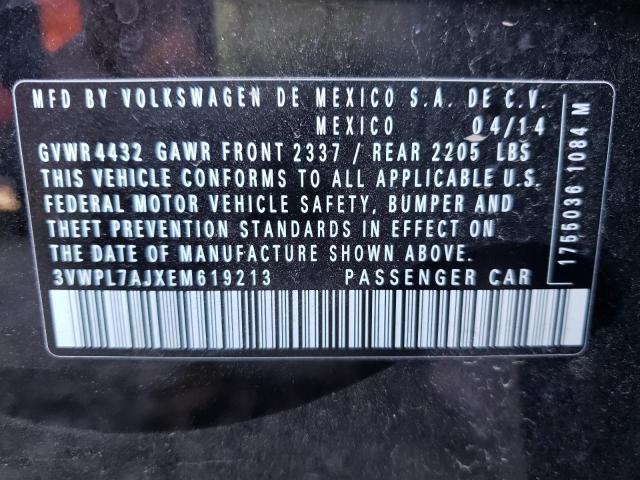 MFD BY VOLKSWAGEN DE MEXICO S.A. DE C.V.
MEXICO 04/14
GVWR 4432 GAWR FRONT 2337 / REAR 2205 LBS
THIS VEHICLE CONFORMS TO ALL APPLICABLE U.S.
FEDERAL MOTOR VEHICLE SAFETY, BUMPER AND
THEFT PREVENTION STANDARDS IN EFFECT ON
THE DATE OF MANUFACTURE SHOWN ABOVE.
3VWPL7AJXEM619213 PASSENGER CAR
1766036 1084 M